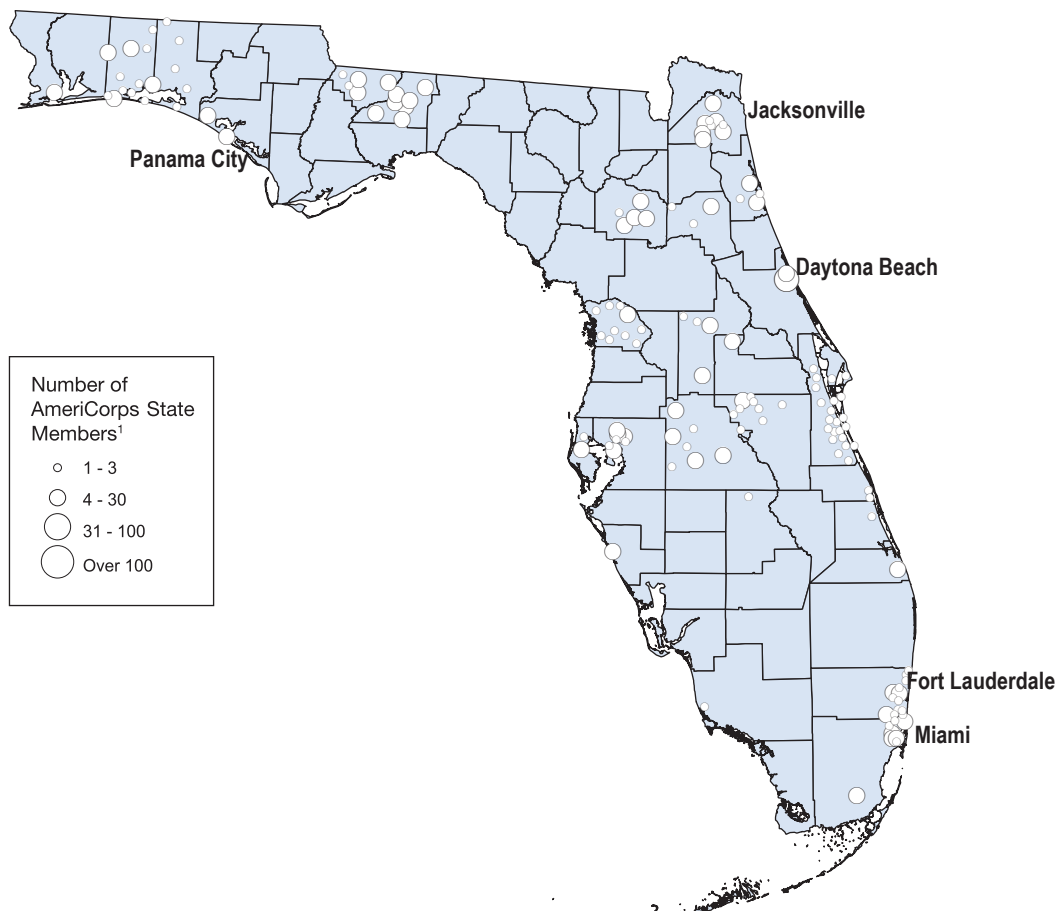 Jacksonville
Panama City
Daytona Beach
Number of
AmeriCorps State
Members¹
1 - 3
4 - 30
31 - 100
Over 100
Fort Lauderdale
Miami